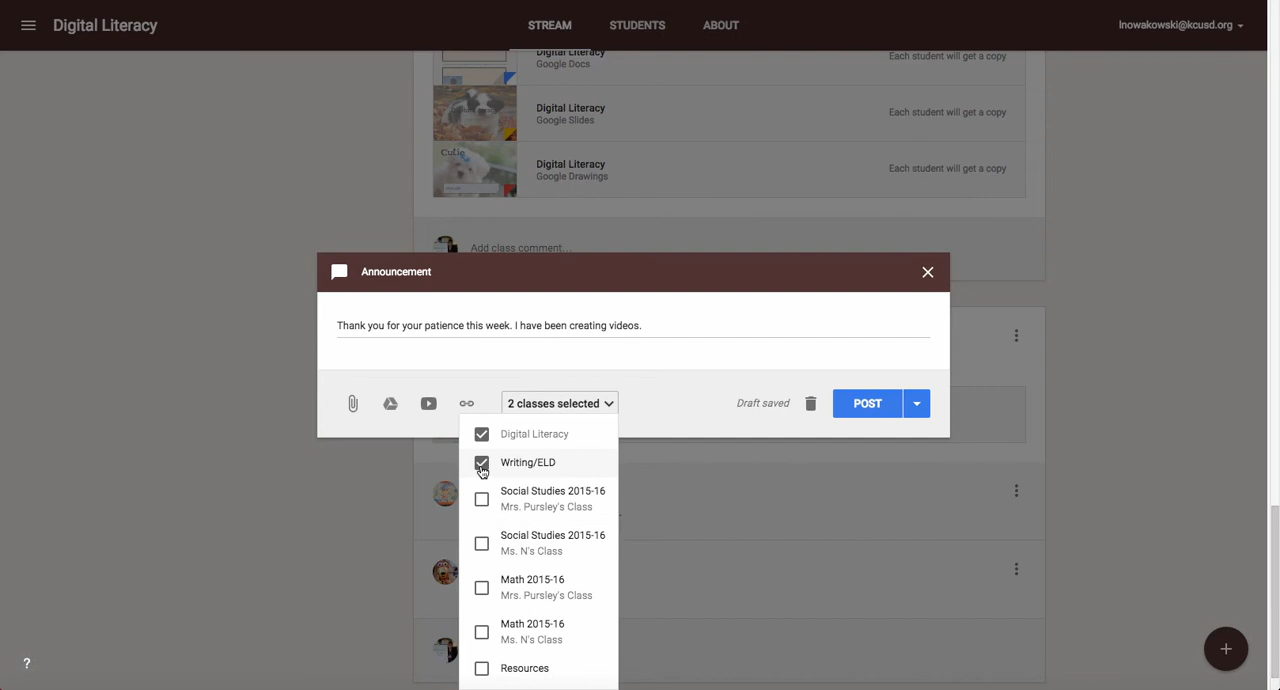 Digital Literacy
STREAM STUDENTS ABOUT
lnowakowski@kcusd.org
Digital Literacy
Google Docs
Each student will get a copy
Digital Literacy
Google Slides
Each student will get a copy
Cutie
Digital Literacy
Google Drawings
Each student will get a copy
Add class comment...
Announcement
Thank you for your patience this week. I have been creating videos.
2 classes selected
Draft saved
POST
Digital Literacy
Writing/ELD
Social Studies 2015-16
Mrs. Pursley's Class
Social Studies 2015-16
Ms. N's Class
Math 2015-16
Mrs. Pursley's Class
Math 2015-16
Ms. N's Class
Resources
?